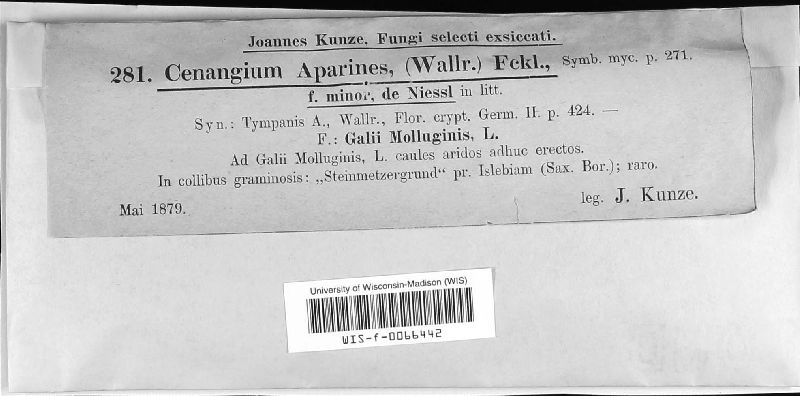 Joannes Kunze, Fungi selecti exsiccati.
281. Cenangium Aparines, (Wallr.) Fckl., Symb. myc. p. 271.
f. minor, de Niessl in litt.
Syn.: Tympanis A., Wallr., Flor. crypt. Germ. II. p. 424. —
F.: Galii Molluginis, L.
Ad Galii Molluginis, L. caules aridos adhuc erectos.
In collibus graminosis: „Steinmetzergrund“ pr. Islebiam (Sax. Bor.); raro.
Mai 1879. leg. J. Kunze.
University of Wisconsin-Madison (WIS)
WIS-f-0066442